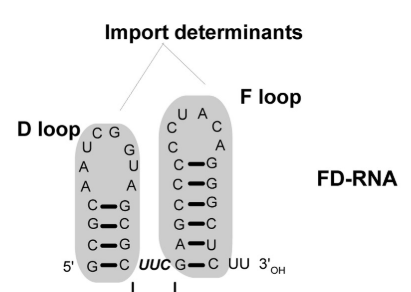 Import determinants
F loop
U A
C C
D loop C G
U G C A
A U C G FD-RNA
A A C G
C G C G
G C G C
C G A U
5' G C UUC G C UU 3'OH